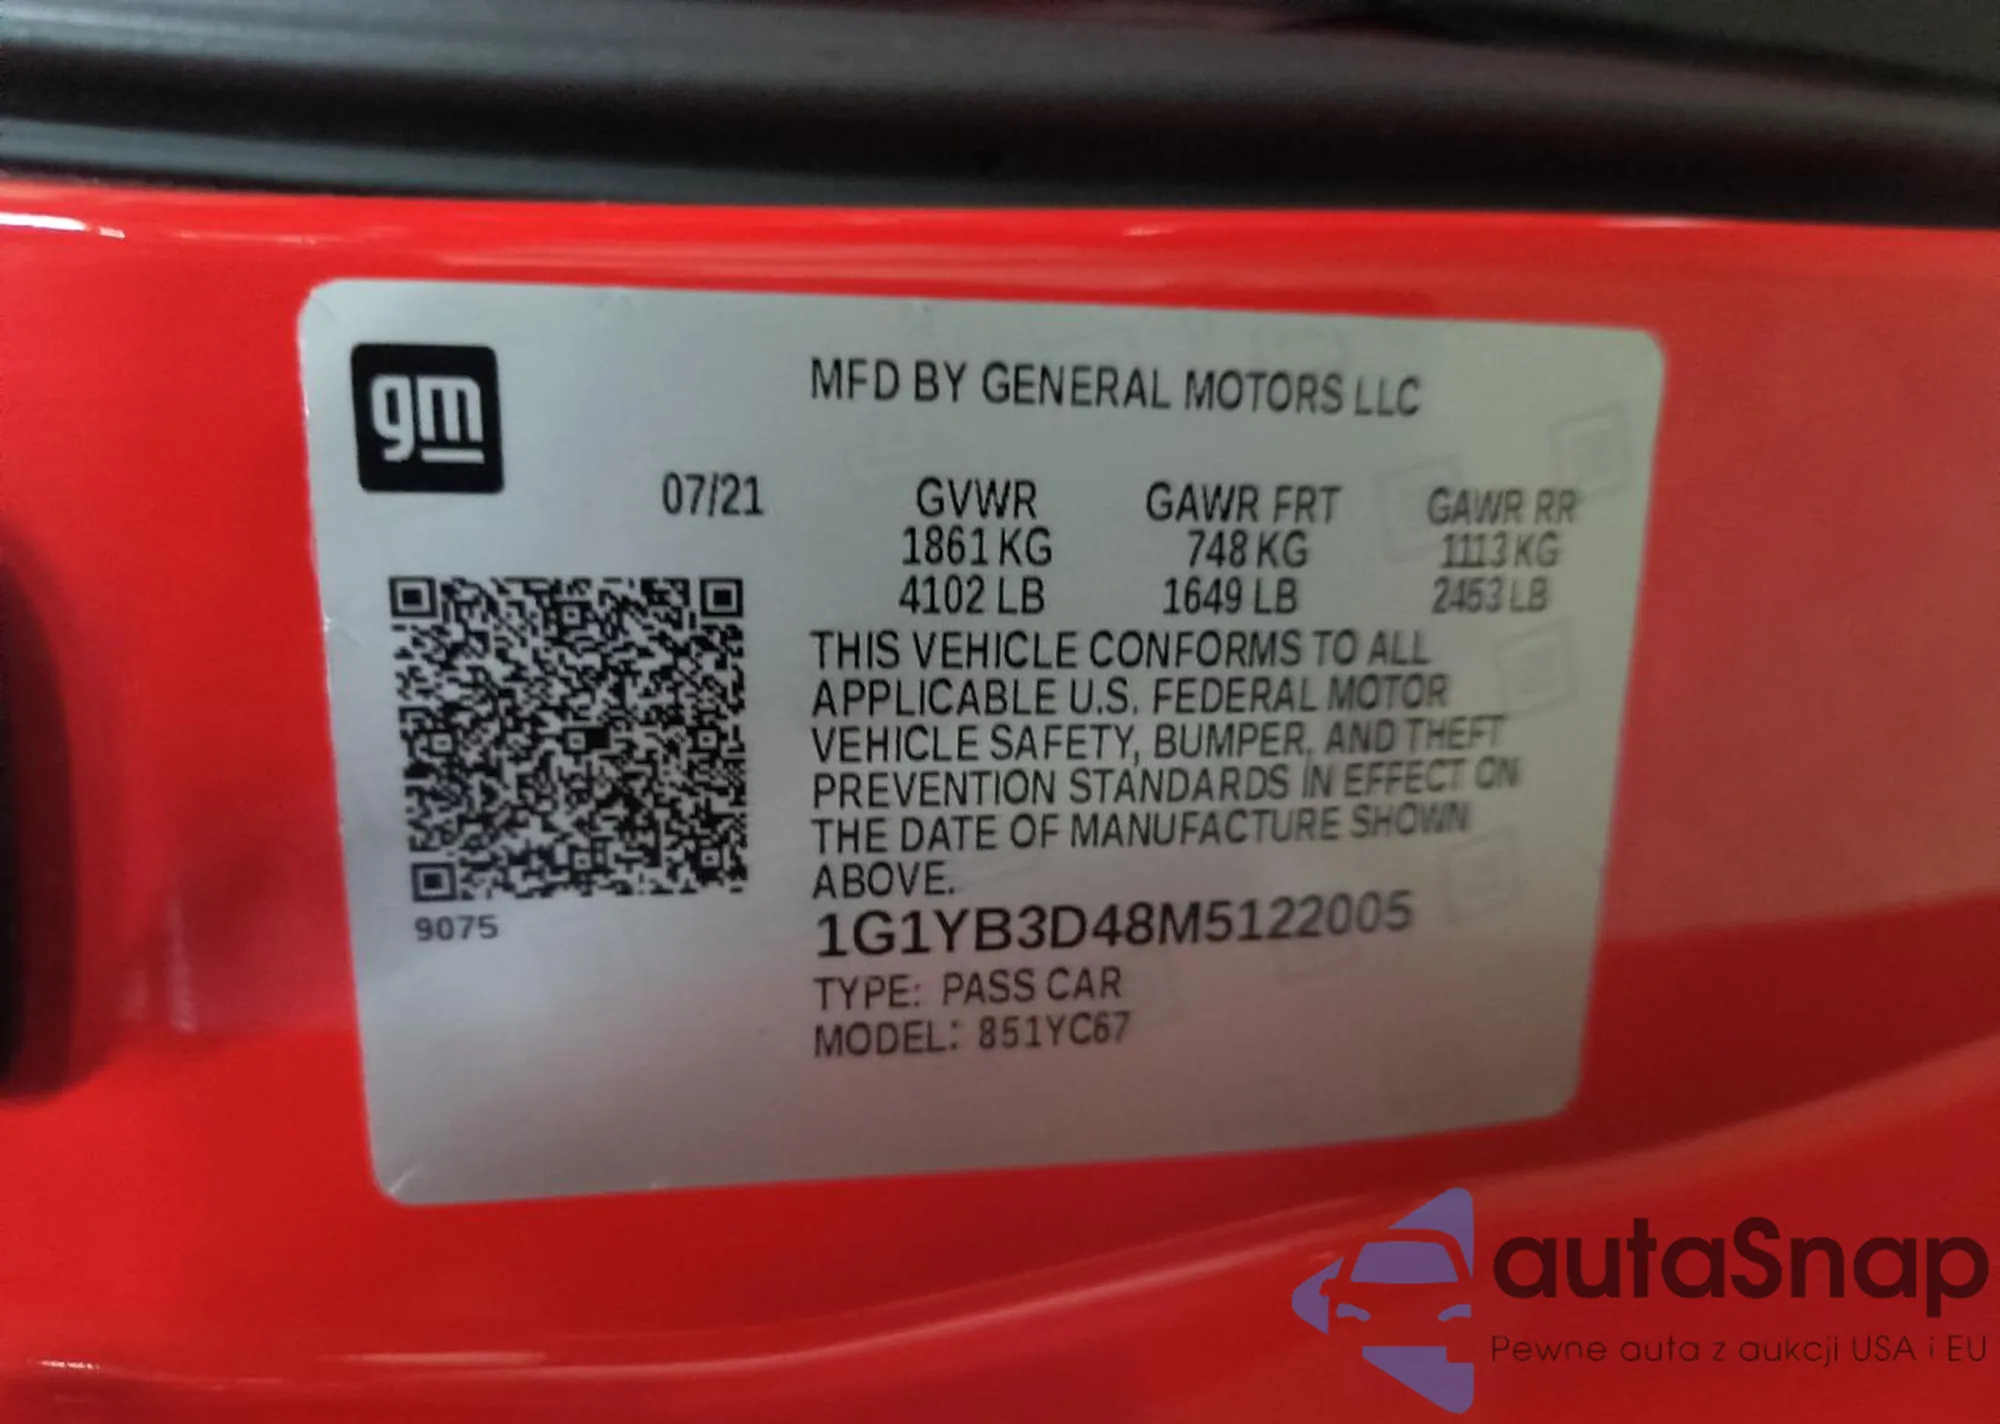 gm
MFD BY GENERAL MOTORS LLC
07/21 GVWR GAWR FRT GAWR RR
1861 KG 748 KG 1113 KG
4102 LB 1649 LB 2453 LB
THIS VEHICLE CONFORMS TO ALL
APPLICABLE U.S. FEDERAL MOTOR
VEHICLE SAFETY, BUMPER, AND THEFT
PREVENTION STANDARDS IN EFFECT ON
THE DATE OF MANUFACTURE SHOWN
ABOVE.
9075
1G1YB3D48M5122005
TYPE: PASS CAR
MODEL: 851YC67
autaSnap
Pewne auta z aukcji USA i EU